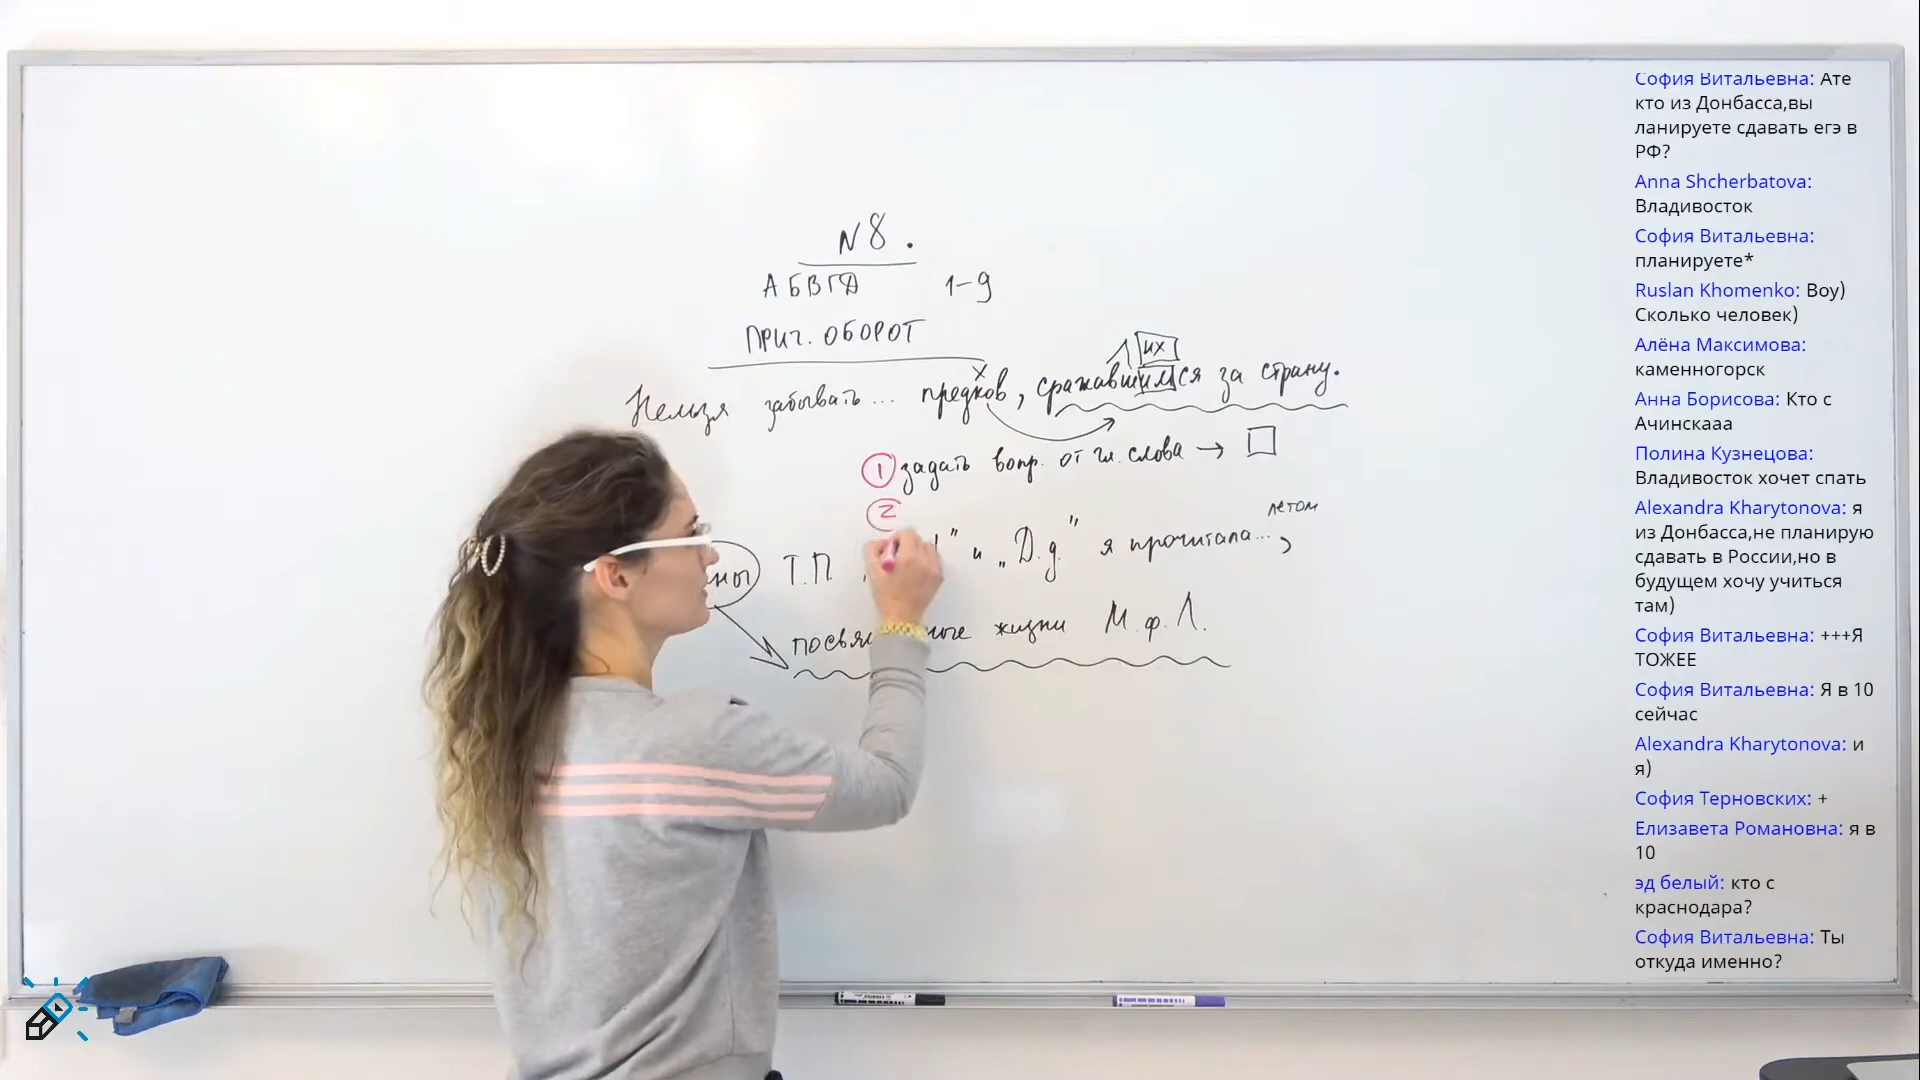 N8.
АБВГД 1-9
ПРИЧ. ОБОРОТ
их
Нельзя забывать... предков, сражавшимся за страну.
1 задать вопр. от гл. слова →
2
летом
ны Т.П. " и „Д.д." я прочитала...,
жизни М.Ф.Л.
София Витальевна: Ате
кто из Донбасса,вы
ланируете сдавать егэ в
РФ?
Anna Shcherbatova:
Владивосток
София Витальевна:
планируете*
Ruslan Khomenko: Воу)
Сколько человек)
Алёна Максимова:
каменногорск
Анна Борисова: Кто с
Ачинскааа
Полина Кузнецова:
Владивосток хочет спать
Alexandra Kharytonova: я
из Донбасса,не планирую
сдавать в России,но в
будущем хочу учиться
там)
София Витальевна: +++Я
ТОЖЕЕ
София Витальевна: Я в 10
сейчас
Alexandra Kharytonova: и
я)
София Терновских: +
Елизавета Романовна: я в
10
эд белый: кто с
краснодара?
София Витальевна: Ты
откуда именно?